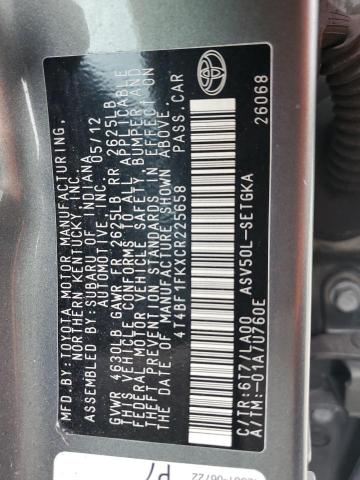 MFD. BY: TOYOTA MOTOR MANUFACTURING,
NORTHERN KENTUCKY, INC.
ASSEMBLED BY: SUBARU OF INDIANA
AUTOMOTIVE INC. 05/12
GVWR 4630LB GAWR FR 2625LB RR 2625LB
THIS VEHICLE CONFORMS TO ALL APPLICABLE
FEDERAL MOTOR VEHICLE SAFETY, BUMPER, AND
THEFT PREVENTION STANDARDS IN EFFECT ON THE
DATE OF MANUFACTURE SHOWN ABOVE.
4T4BF1FKXCR225658 PASS. CAR
C/TR: 6T7/LA00 ASV50L-SETGKA
A/TM: -01A/U760E 26068
P7